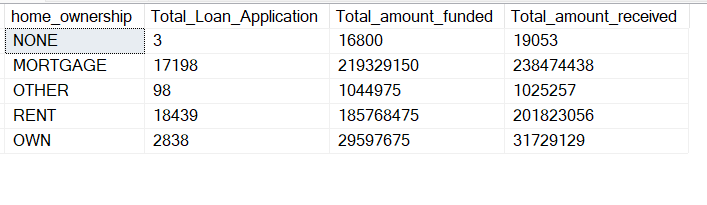 home_ownership Total_Loan_Application Total_amount_funded Total_amount_received
NONE 3 16800 19053
MORTGAGE 17198 219329150 238474438
OTHER 98 1044975 1025257
RENT 18439 185768475 201823056
OWN 2838 29597675 31729129